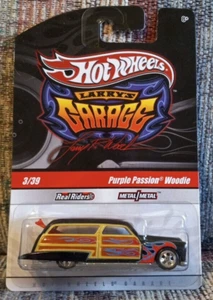 Hot Wheels
LARRY'S
GARAGE
3/39
Purple Passion® Woodie
Real Riders
METAL/METAL